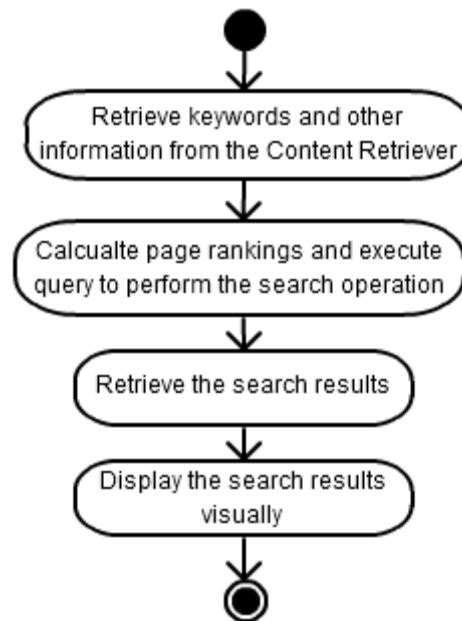 Retrieve keywords and other
information from the Content Retriever
Calcualte page rankings and execute
query to perform the search operation
Retrieve the search results
Display the search results
visually